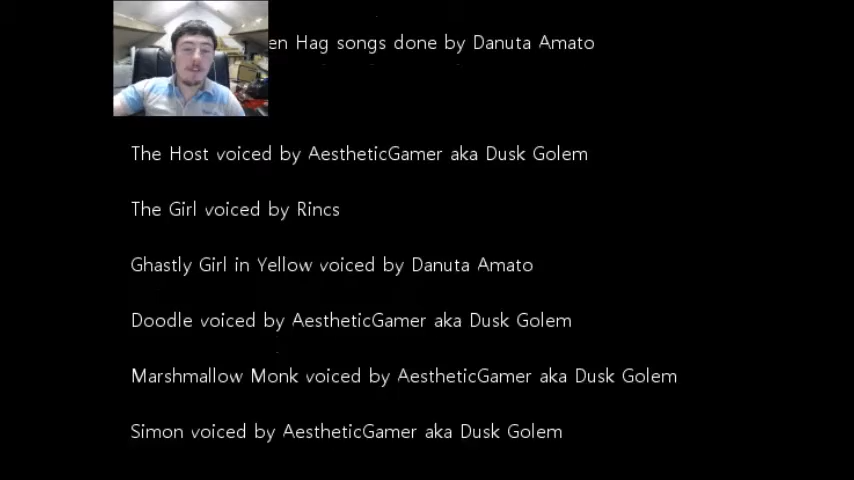 Hag songs done by Danuta Amato
The Host voiced by AestheticGamer aka Dusk Golem
The Girl voiced by Rincs
Ghastly Girl in Yellow voiced by Danuta Amato
Doodle voiced by AestheticGamer aka Dusk Golem
Marshmallow Monk voiced by AestheticGamer aka Dusk Golem
Simon voiced by AestheticGamer aka Dusk Golem